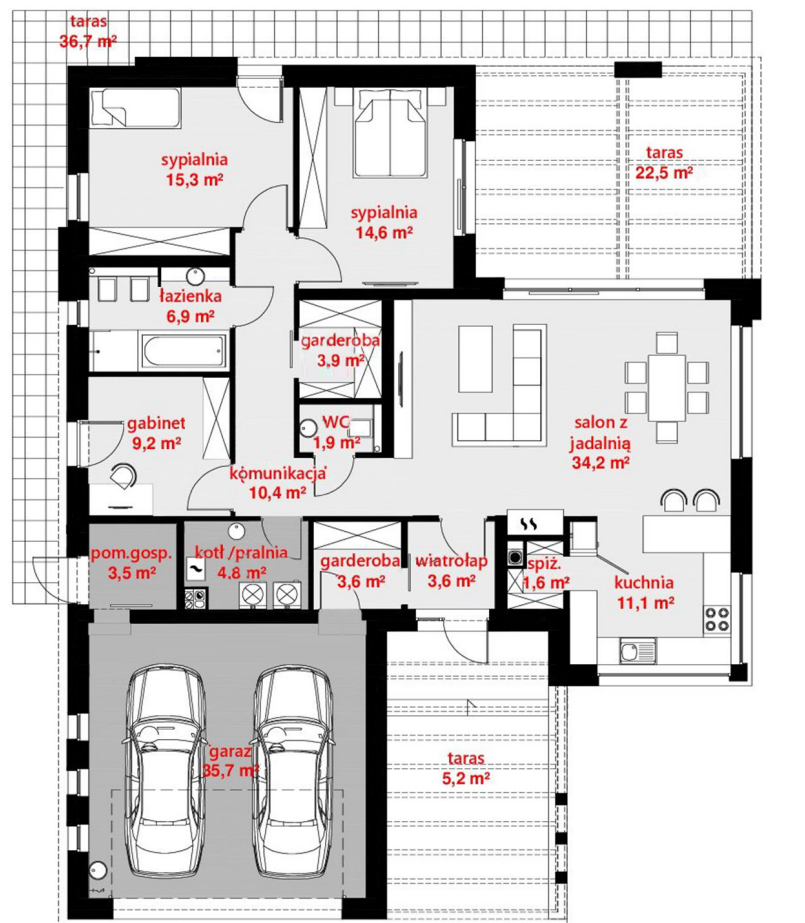 taras
36,7 m²
sypialnia
15,3 m²
taras
22,5 m²
sypialnia
14,6 m²
łazienka
6,9 m²
garderoba
3,9 m²
gabinet
9,2 m²
WC
1,9 m²
salon z
jadalnią
34,2 m²
komunikacja
10,4 m²
pom.gosp.
3,5 m²
kotł./pralnia
4.8 m²
garderoba
3,6 m²
wiatrołap
3,6 m²
spiż.
1,6 m²
kuchnia
11,1 m²
garaz
35,7 m²
taras
5,2 m²